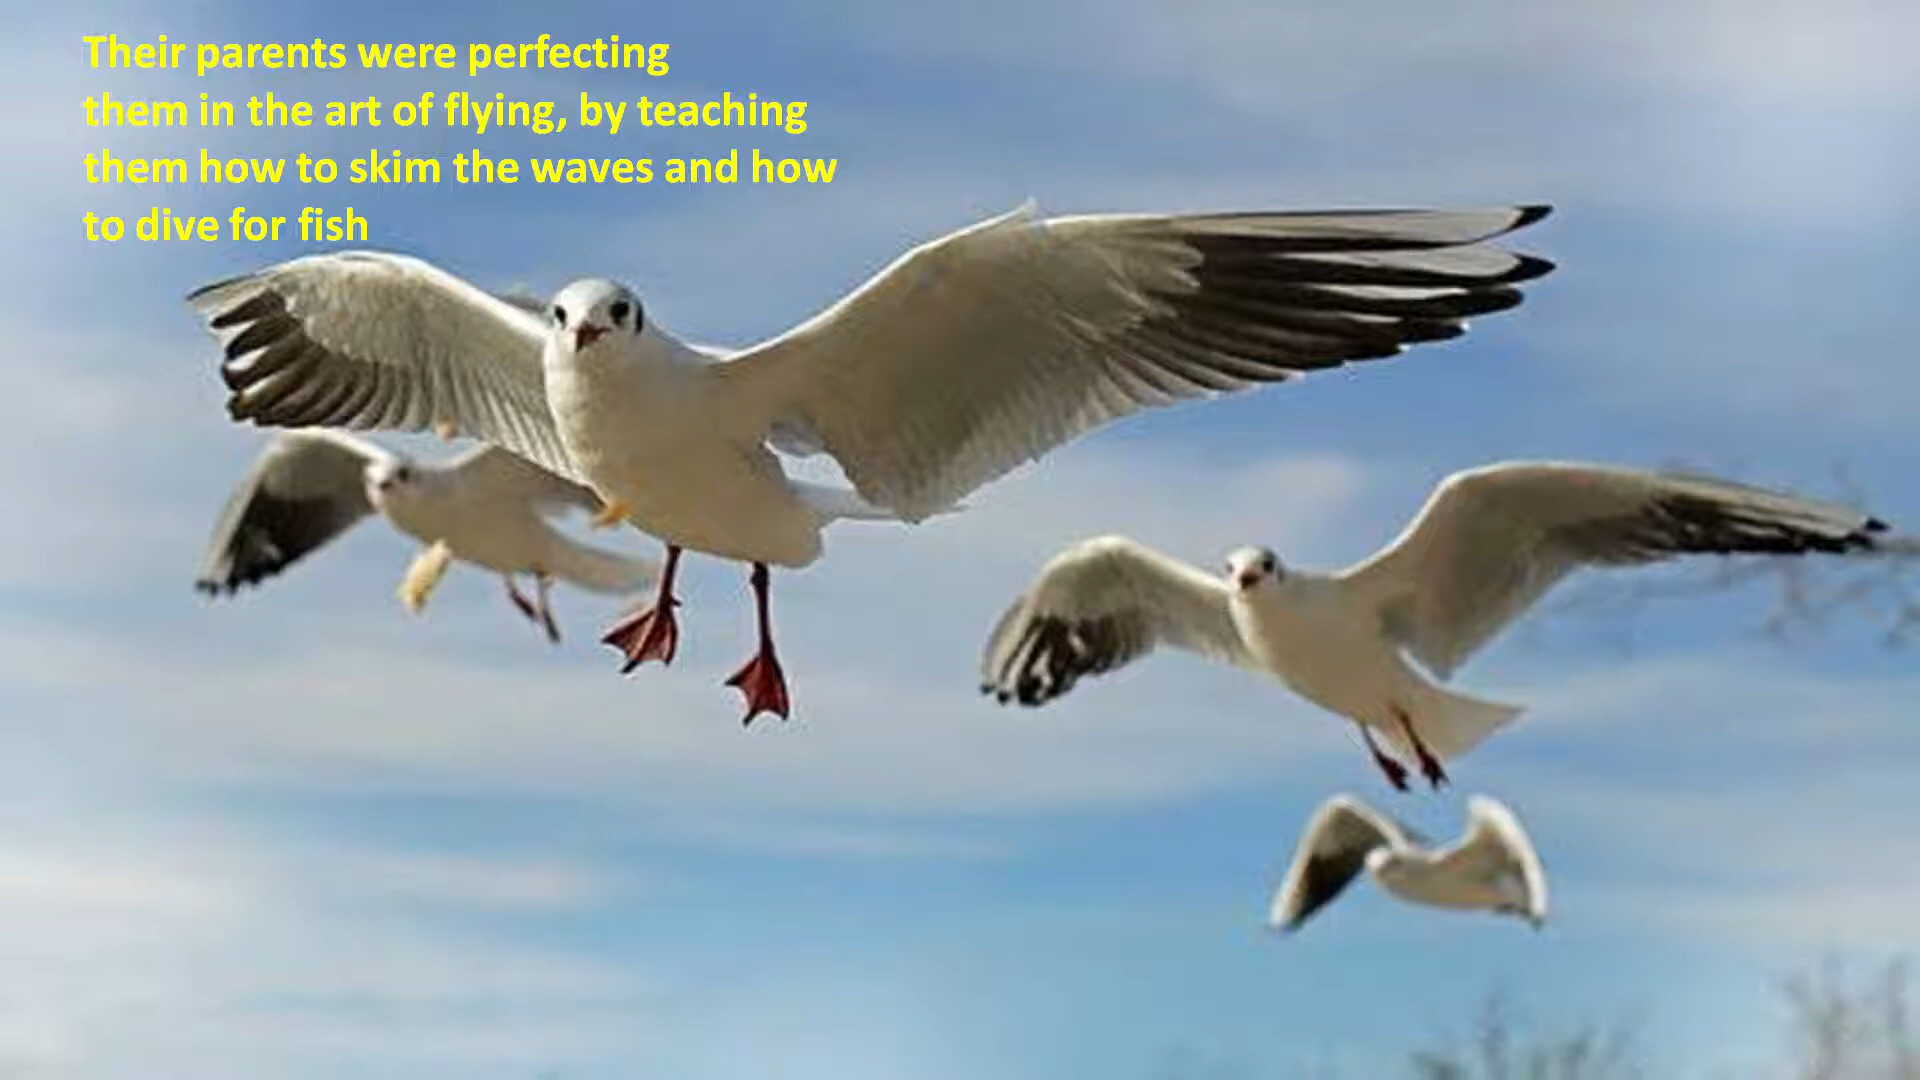 Their parents were perfecting
them in the art of flying, by teaching
them how to skim the waves and how
to dive for fish